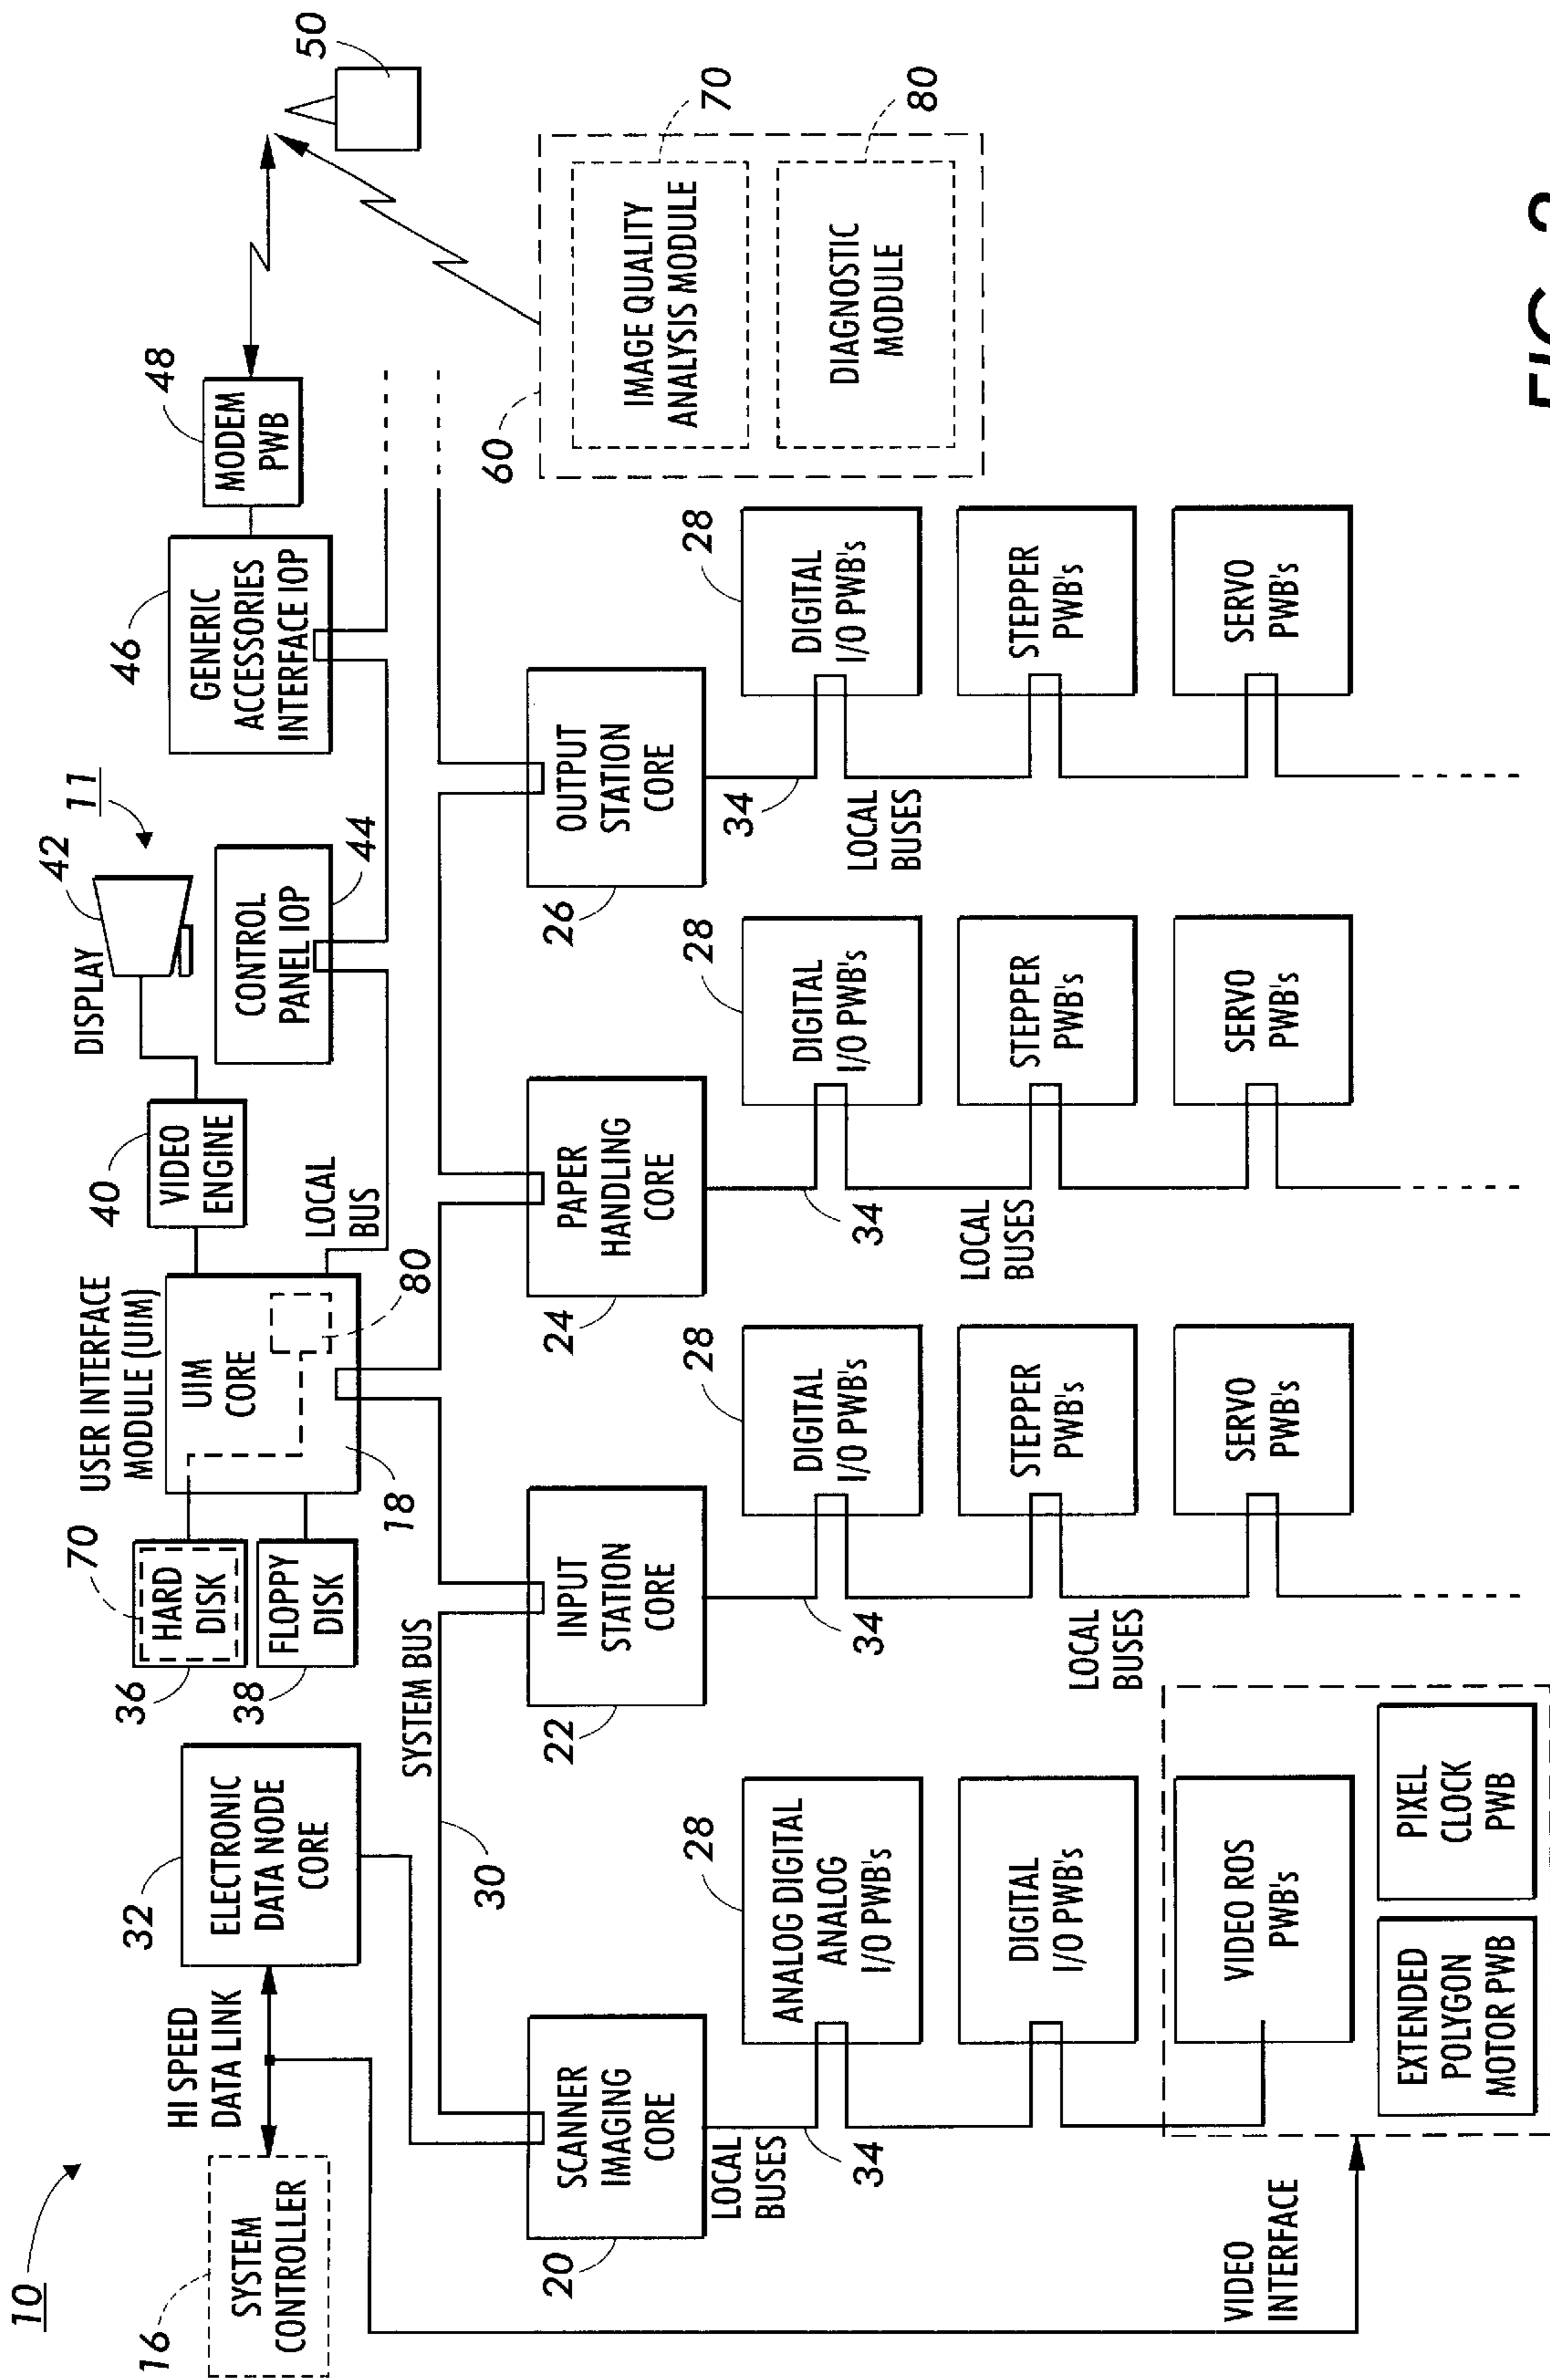 10
11
16
SYSTEM
CONTROLLER
HI SPEED
DATA LINK
32
ELECTRONIC
DATA NODE
CORE
36
70
HARD
DISK
38
FLOPPY
DISK
USER INTERFACE
MODULE (UIM)
UIM
CORE
18
80
LOCAL
BUS
40
VIDEO
ENGINE
DISPLAY
42
CONTROL
PANEL IOP
44
46
GENERIC
ACCESSORIES
INTERFACE IOP
48
MODEM
PWB
50
SYSTEM BUS
30
60
IMAGE QUALITY
ANALYSIS MODULE
70
DIAGNOSTIC
MODULE
80
SCANNER
IMAGING
CORE
20
INPUT
STATION
CORE
22
PAPER
HANDLING
CORE
24
OUTPUT
STATION
CORE
26
LOCAL
BUSES
34
28
ANALOG DIGITAL
ANALOG
I/O PWB's
DIGITAL
I/O PWB's
VIDEO ROS
PWB's
EXTENDED
POLYGON
MOTOR PWB
PIXEL
CLOCK
PWB
VIDEO
INTERFACE
34
28
DIGITAL
I/O PWB's
LOCAL
BUSES
STEPPER
PWB's
SERVO
PWB's
34
28
DIGITAL
I/O PWB's
LOCAL
BUSES
STEPPER
PWB's
SERVO
PWB's
34
28
DIGITAL
I/O PWB's
LOCAL
BUSES
STEPPER
PWB's
SERVO
PWB's